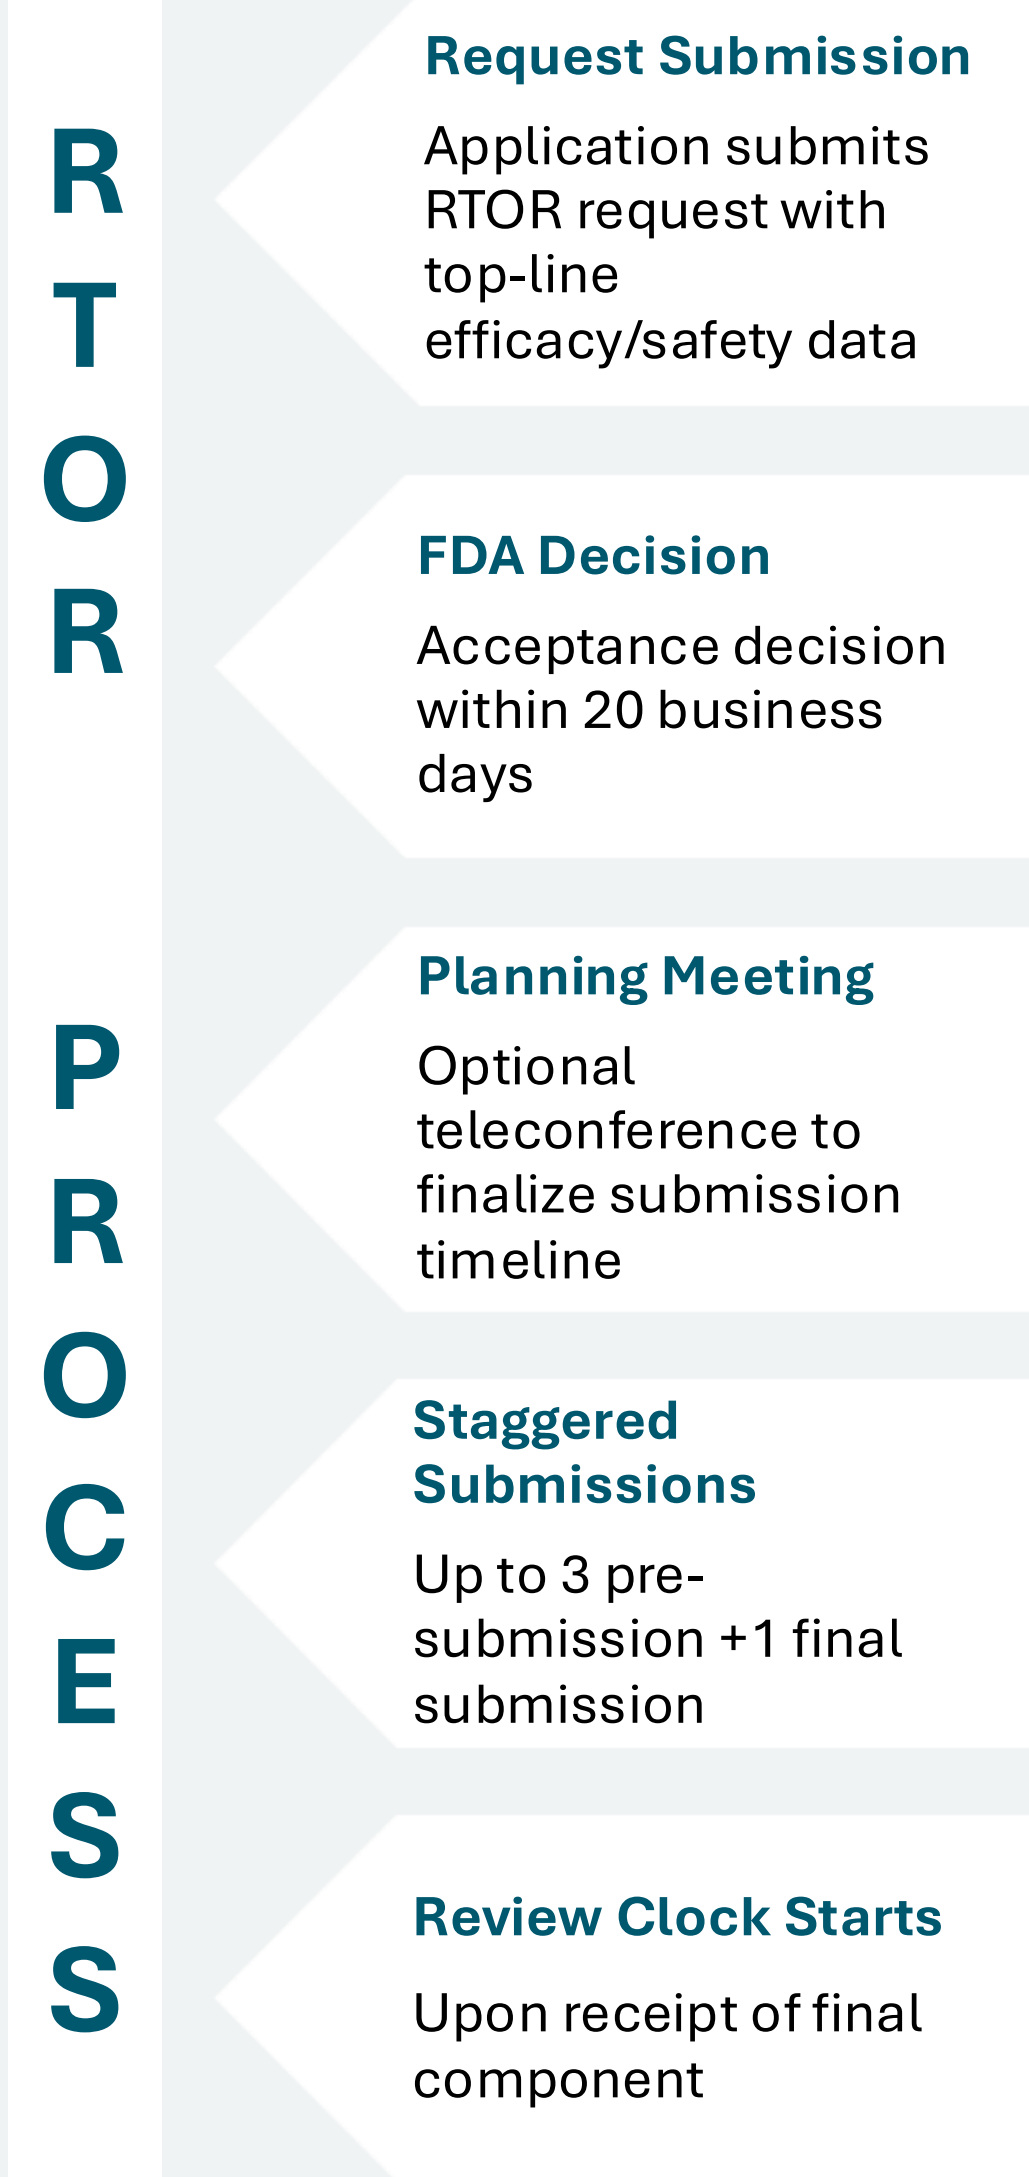 RTOR PROCESS
Request Submission
Application submits
RTOR request with
top-line
efficacy/safety data
FDA Decision
Acceptance decision
within 20 business
days
Planning Meeting
Optional
teleconference to
finalize submission
timeline
Staggered
Submissions
Up to 3 pre-
submission +1 final
submission
Review Clock Starts
Upon receipt of final
component